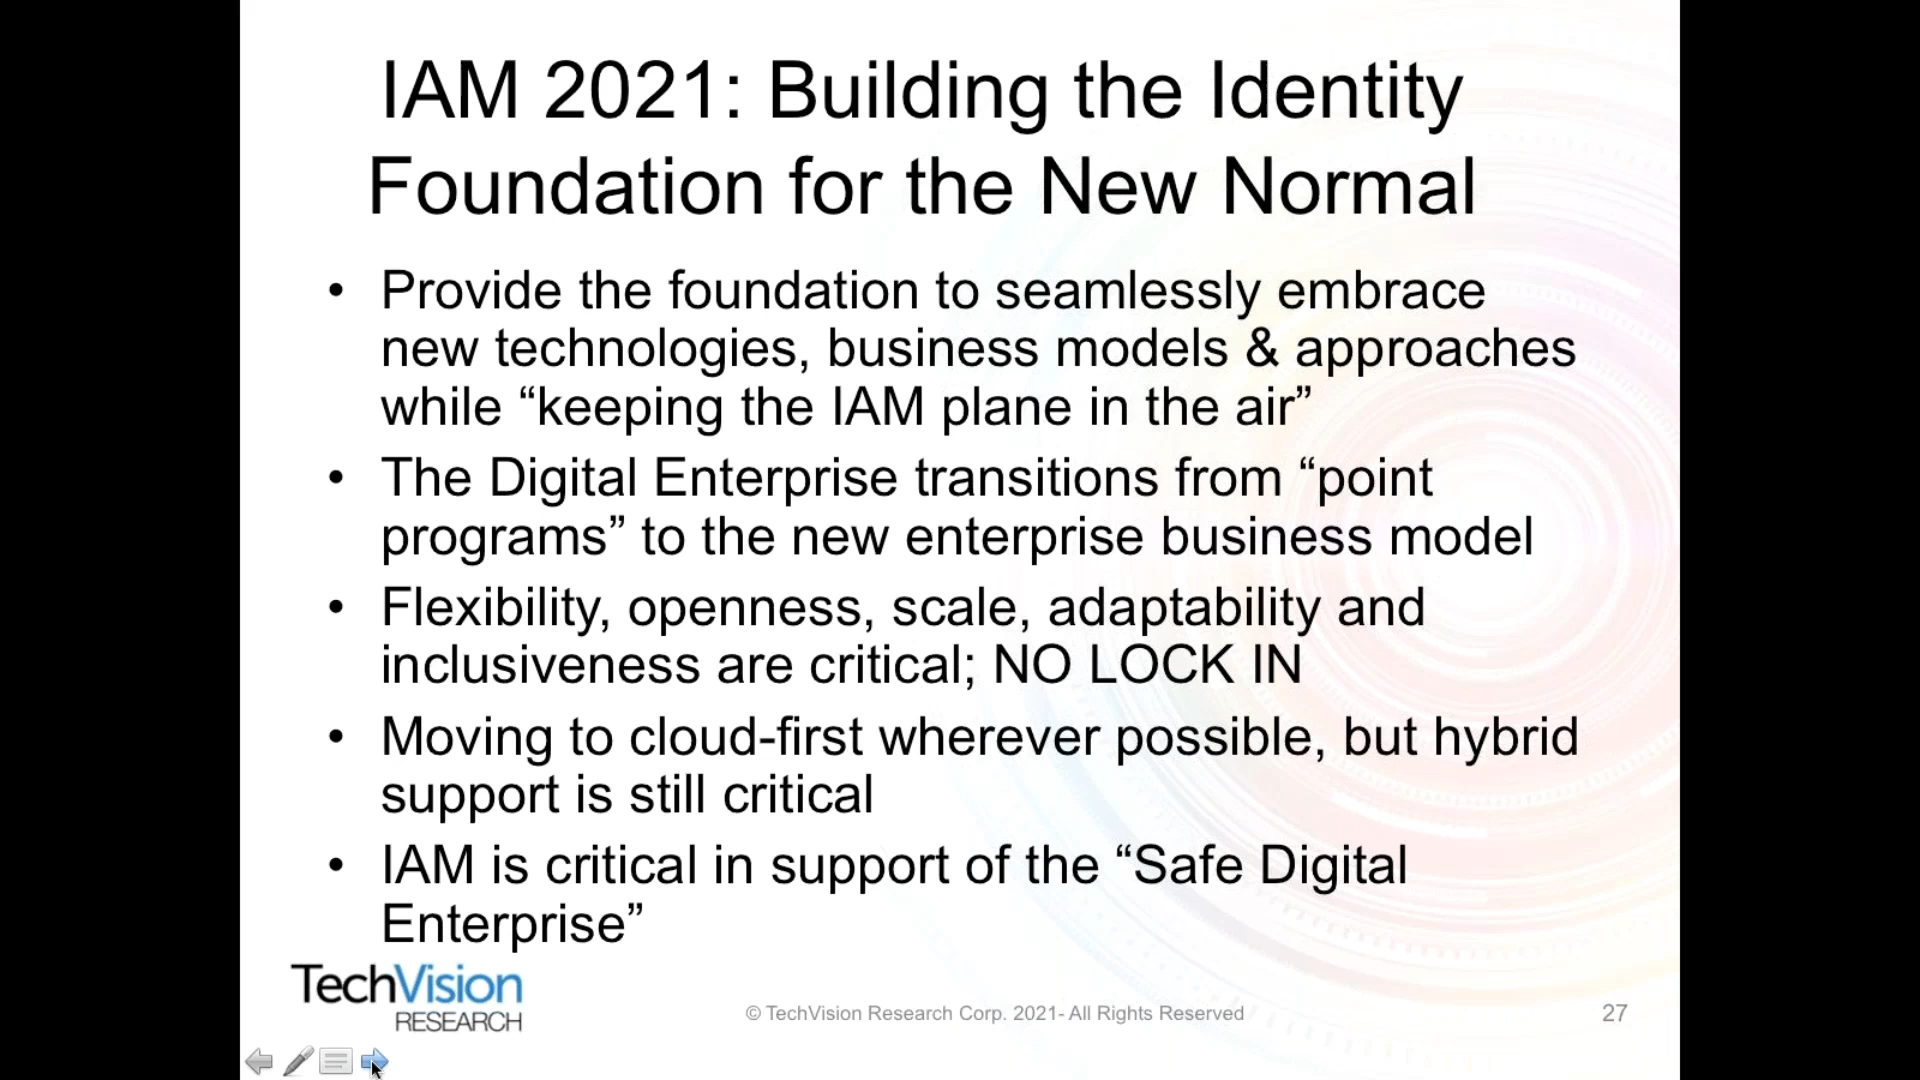 IAM 2021: Building the Identity
Foundation for the New Normal
• Provide the foundation to seamlessly embrace
new technologies, business models & approaches
while “keeping the IAM plane in the air”
• The Digital Enterprise transitions from “point
programs” to the new enterprise business model
• Flexibility, openness, scale, adaptability and
inclusiveness are critical; NO LOCK IN
• Moving to cloud-first wherever possible, but hybrid
support is still critical
• IAM is critical in support of the “Safe Digital
Enterprise”
TechVision
RESEARCH
© TechVision Research Corp. 2021- All Rights Reserved
27